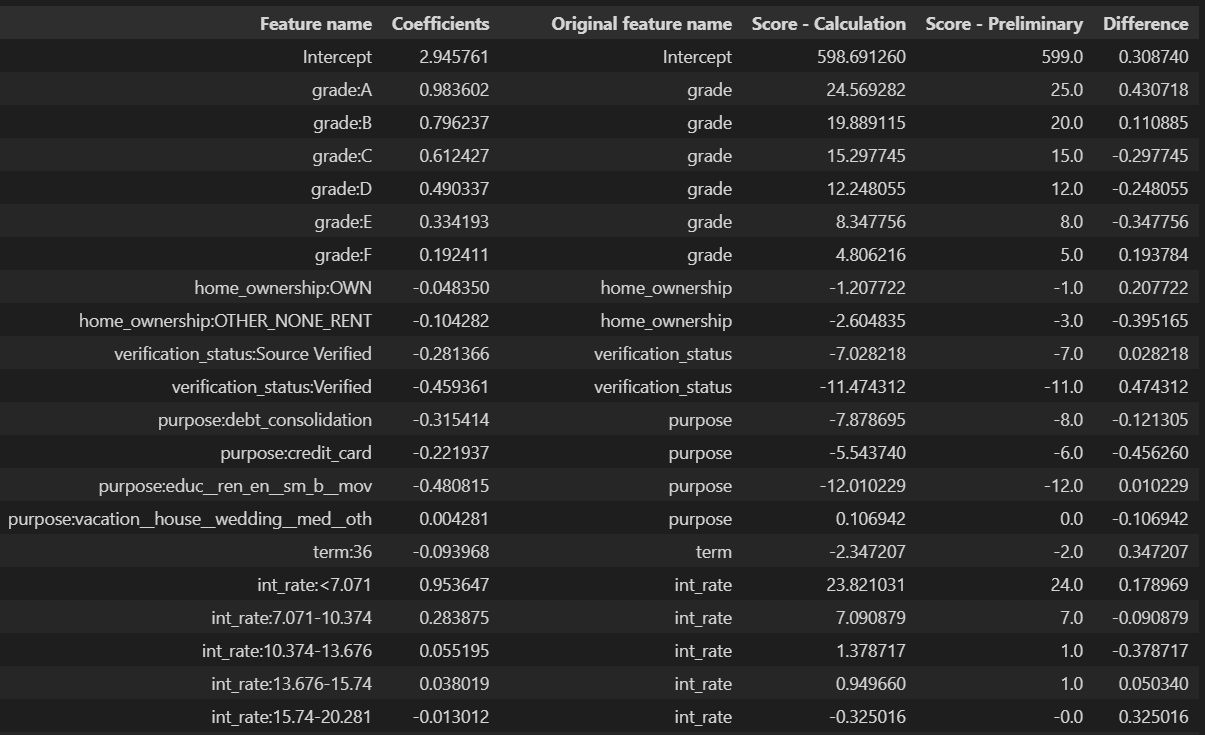 Feature name Coefficients Original feature name Score - Calculation Score - Preliminary Difference
Intercept 2.945761 Intercept 598.691260 599.0 0.308740
grade:A 0.983602 grade 24.569282 25.0 0.430718
grade:B 0.796237 grade 19.889115 20.0 0.110885
grade:C 0.612427 grade 15.297745 15.0 -0.297745
grade:D 0.490337 grade 12.248055 12.0 -0.248055
grade:E 0.334193 grade 8.347756 8.0 -0.347756
grade:F 0.192411 grade 4.806216 5.0 0.193784
home_ownership:OWN -0.048350 home_ownership -1.207722 -1.0 0.207722
home_ownership:OTHER_NONE_RENT -0.104282 home_ownership -2.604835 -3.0 -0.395165
verification_status:Source Verified -0.281366 verification_status -7.028218 -7.0 0.028218
verification_status:Verified -0.459361 verification_status -11.474312 -11.0 0.474312
purpose:debt_consolidation -0.315414 purpose -7.878695 -8.0 -0.121305
purpose:credit_card -0.221937 purpose -5.543740 -6.0 -0.456260
purpose:educ__ren_en__sm_b__mov -0.480815 purpose -12.010229 -12.0 0.010229
purpose:vacation__house__wedding__med__oth 0.004281 purpose 0.106942 0.0 -0.106942
term:36 -0.093968 term -2.347207 -2.0 0.347207
int_rate:<7.071 0.953647 int_rate 23.821031 24.0 0.178969
int_rate:7.071-10.374 0.283875 int_rate 7.090879 7.0 -0.090879
int_rate:10.374-13.676 0.055195 int_rate 1.378717 1.0 -0.378717
int_rate:13.676-15.74 0.038019 int_rate 0.949660 1.0 0.050340
int_rate:15.74-20.281 -0.013012 int_rate -0.325016 -0.0 0.325016